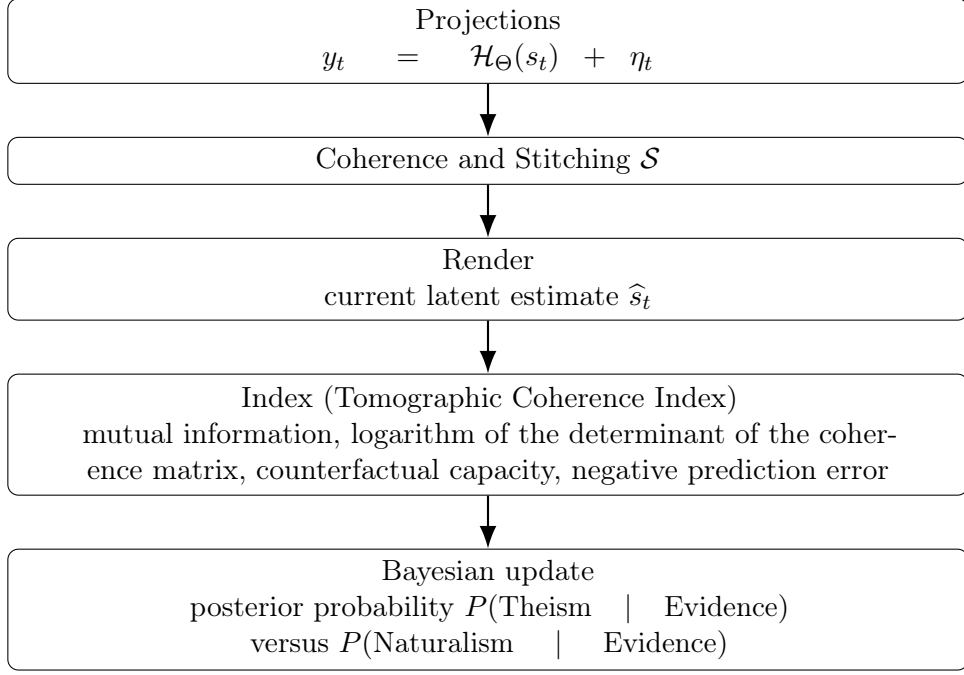 Projections
y_t = ℋ_Θ(s_t) + η_t
Coherence and Stitching 𝒮
Render
current latent estimate ŝ_t
Index (Tomographic Coherence Index)
mutual information, logarithm of the determinant of the coher-
ence matrix, counterfactual capacity, negative prediction error
Bayesian update
posterior probability P(Theism | Evidence)
versus P(Naturalism | Evidence)